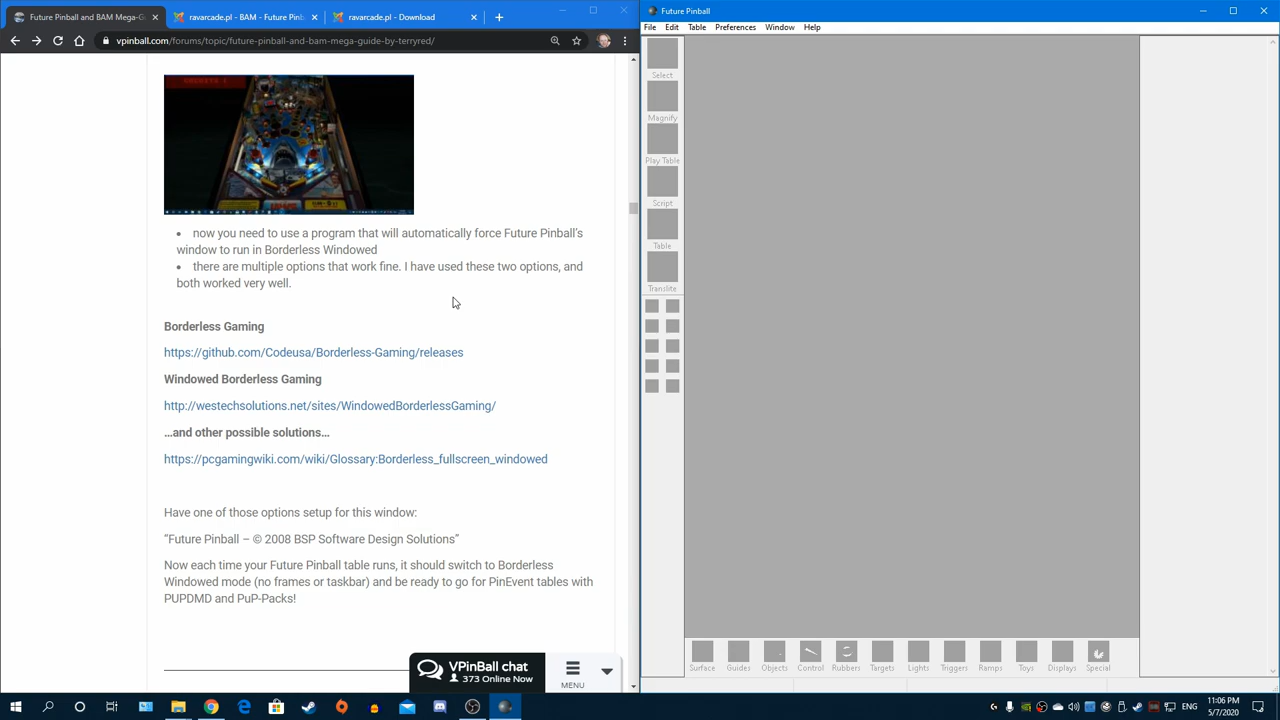 Future Pinball and BAM Mega-G
ravarcade.pl - BAM - Future Pinb
ravarcade.pl - Download
vpinball.com/forums/topic/future-pinball-and-bam-mega-guide-by-terryred/
now you need to use a program that will automatically force Future Pinball's
window to run in Borderless Windowed
there are multiple options that work fine. I have used these two options, and
both worked very well.
Borderless Gaming
https://github.com/Codeusa/Borderless-Gaming/releases
Windowed Borderless Gaming
http://westechsolutions.net/sites/WindowedBorderlessGaming/
…and other possible solutions…
https://pcgamingwiki.com/wiki/Glossary:Borderless_fullscreen_windowed
Have one of those options setup for this window:
“Future Pinball – © 2008 BSP Software Design Solutions”
Now each time your Future Pinball table runs, it should switch to Borderless
Windowed mode (no frames or taskbar) and be ready to go for PinEvent tables with
PUPDMD and PuP-Packs!
VPinBall chat
373 Online Now
MENU
Future Pinball
File Edit Table Preferences Window Help
Select
Magnify
Play Table
Script
Table
Translite
Surface Guides Objects Control Rubbers Targets Lights Triggers Ramps Toys Displays Special
ENG
11:06 PM
5/7/2020